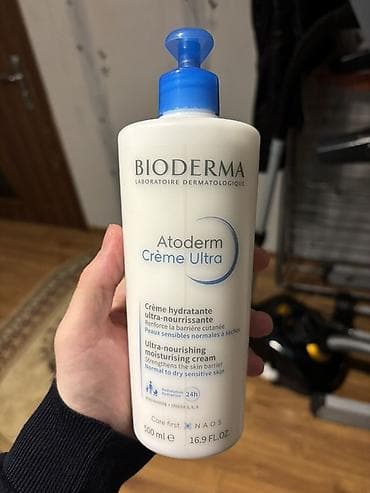 BIODERMA
LABORATOIRE DERMATOLOGIQUE
Atoderm
Crème Ultra
Crème hydratante
ultra-nourrissante
Renforce la barrière cutanée
Peaux sensibles normales à sèches
Ultra-nourishing
moisturising cream
Strengthens the skin barrier
Normal to dry sensitive skin
24h
Care first NAOS
500 ml e 16.9 FL.OZ.